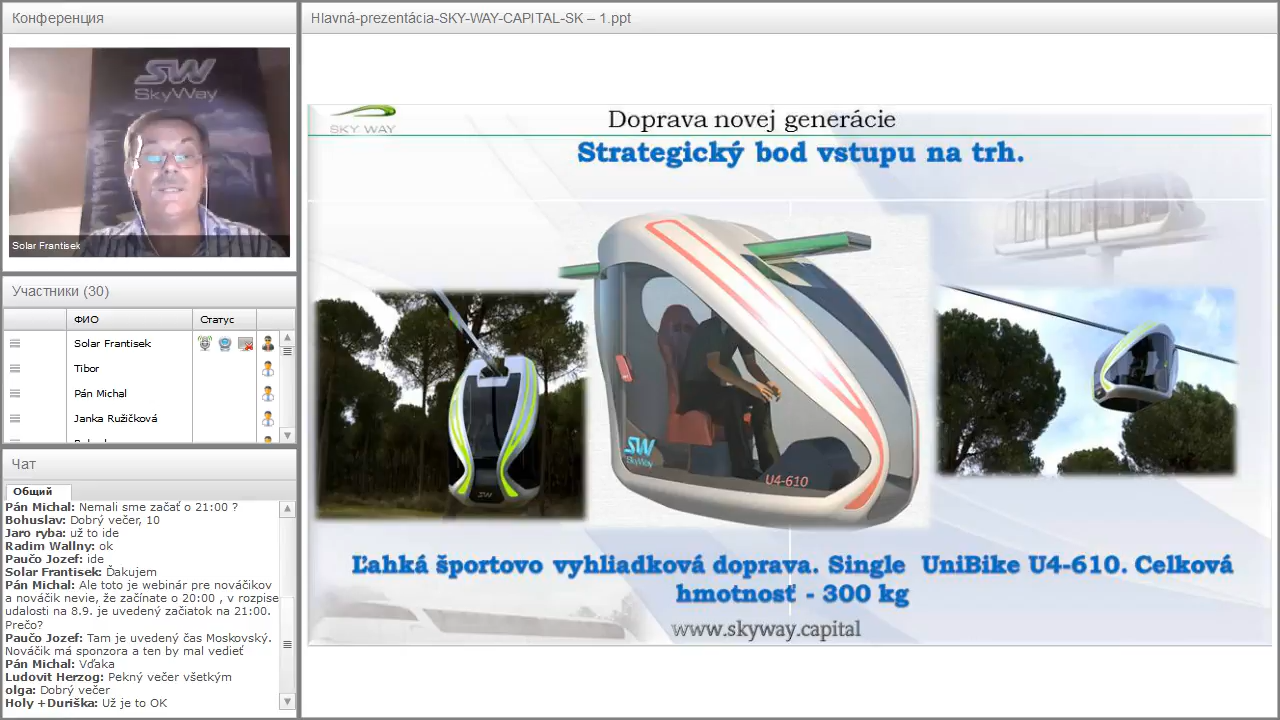 Конференция
SW
SkyWay
Solar Frantisek
Участники (30)
ФИО
Статус
Solar Frantisek
Tibor
Pán Michal
Janka Ružičková
Чат
Общий
Pán Michal: Nemali sme začať o 21:00 ?
Bohuslav: Dobrý večer, 10
Jaro ryba: už to ide
Radim Wallny: ok
Paučo Jozef: ide
Solar Frantisek: Ďakujem
Pán Michal: Ale toto je webinár pre nováčikov
a nováčik nevie, že začínate o 20:00 , v rozpise
udalosti na 8.9. je uvedený začiatok na 21:00.
Prečo?
Paučo Jozef: Tam je uvedený čas Moskovský.
Nováčik má sponzora a ten by mal vedieť
Pán Michal: Vďaka
Ludovit Herzog: Pekný večer všetkým
olga: Dobrý večer
Holy +Duriška: Už je to OK
Hlavná-prezentácia-SKY-WAY-CAPITAL-SK – 1.ppt
SKY WAY
Doprava novej generácie
Strategický bod vstupu na trh.
SW
SkyWay
U4-610
SW
Ľahká športovo vyhliadková doprava. Single UniBike U4-610. Celková
hmotnosť - 300 kg
www.skyway.capital